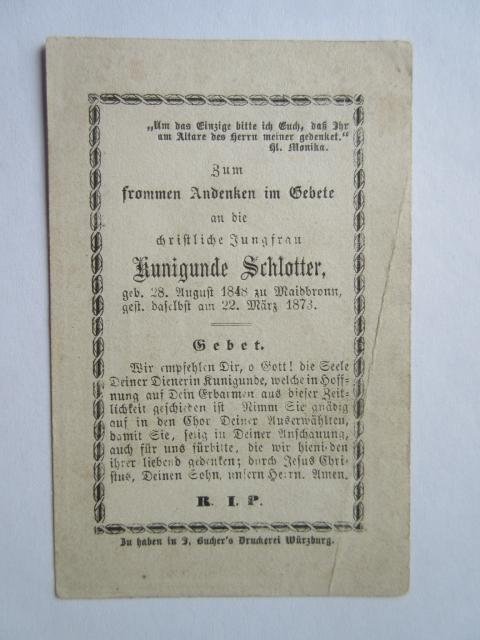 „Um das Einzige bitte ich Euch, daß Ihr
am Altare des Herrn meiner gedenket."
Hl. Monika.
Zum
frommen Andenken im Gebete
an die
christliche Jungfrau
Kunigunde Schlotter,
geb. 28. August 1848 zu Maidbronn,
gest. daselbst am 22. März 1873.
Gebet.
Wir empfehlen Dir, o Gott! die Seele
Deiner Dienerin Kunigunde, welche in Hoff-
nung auf Dein Erbarmen aus dieser Zeit-
lichkeit geschieden ist Nimm Sie gnädig
auf in den Chor Deiner Auserwählten,
damit Sie, selig in Deiner Anschauung,
auch für uns fürbitte, die wir hienieden
ihrer liebend gedenken; durch Jesus Chri-
stus, Deinen Sohn, unsern Herrn. Amen.
R. I. P.
Zu haben in J. Bucher's Druckerei Würzburg.